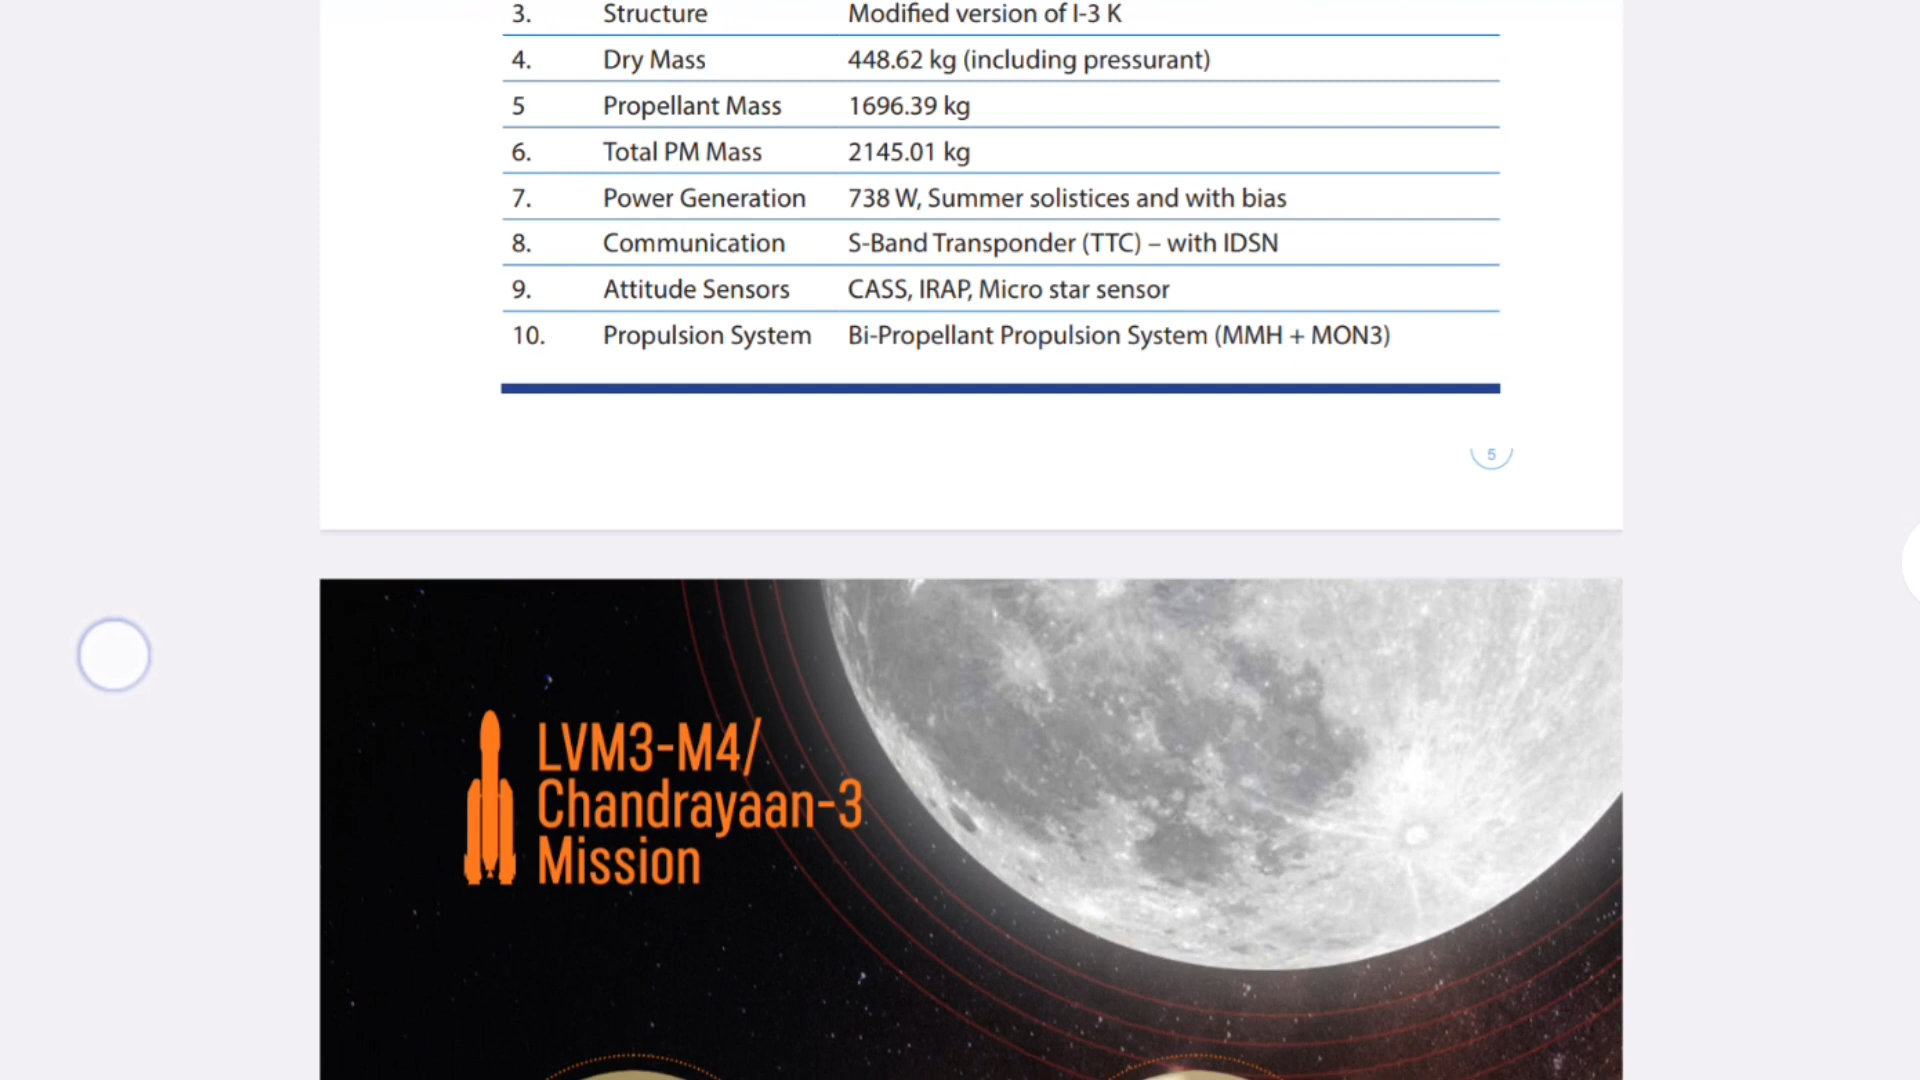 3. Structure Modified version of I-3 K
4. Dry Mass 448.62 kg (including pressurant)
5 Propellant Mass 1696.39 kg
6. Total PM Mass 2145.01 kg
7. Power Generation 738 W, Summer solistices and with bias
8. Communication S-Band Transponder (TTC) – with IDSN
9. Attitude Sensors CASS, IRAP, Micro star sensor
10. Propulsion System Bi-Propellant Propulsion System (MMH + MON3)
5
LVM3-M4/
Chandrayaan-3
Mission